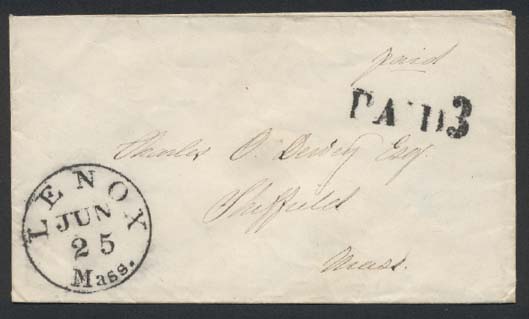 paid
PAID 3
Charles O. Dewey Esq.
Sheffield
Mass.
LENOX
JUN
25
Mass.